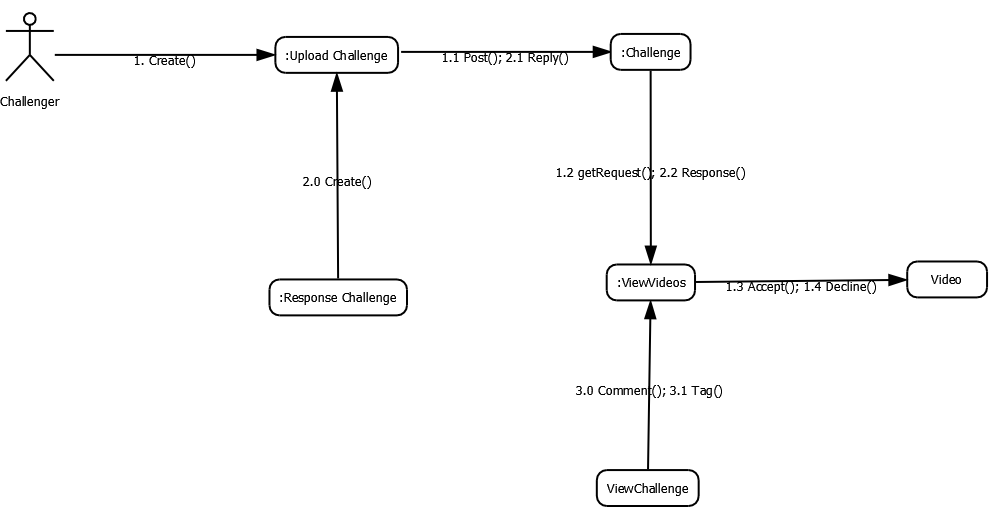 :Upload Challenge
:Challenge
1. Create()
1.1 Post(); 2.1 Reply()
Challenger
1.2 getRequest(); 2.2 Response()
2.0 Create()
:ViewVideos
Video
1.3 Accept(); 1.4 Decline()
:Response Challenge
3.0 Comment(); 3.1 Tag()
ViewChallenge